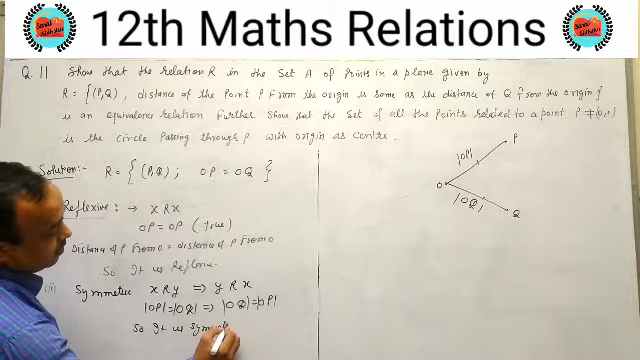 12th Maths Relations
Q.11 Show that the relation R in the Set A of Points in a plane given by
R = {(P,Q), distance of the Point P from the origin is same as the distance of Q from the origin}
is an equivalence relation Further Show that the Set of all the Points related to a point P ≠ (0,0)
is the Circle Passing through P with origin as Centre.
Solution:- R = { (P,Q); OP = OQ }
Reflexive: → x R x
OP = OP (true)
Distance of P From O = distance of P From O
So It is Reflexive
(ii) Symmetric x R y ⇒ y R x
|OP| = |OQ| ⇒ |OQ| = |OP|
So It is Symm
O
|OP|
P
|OQ|
Q